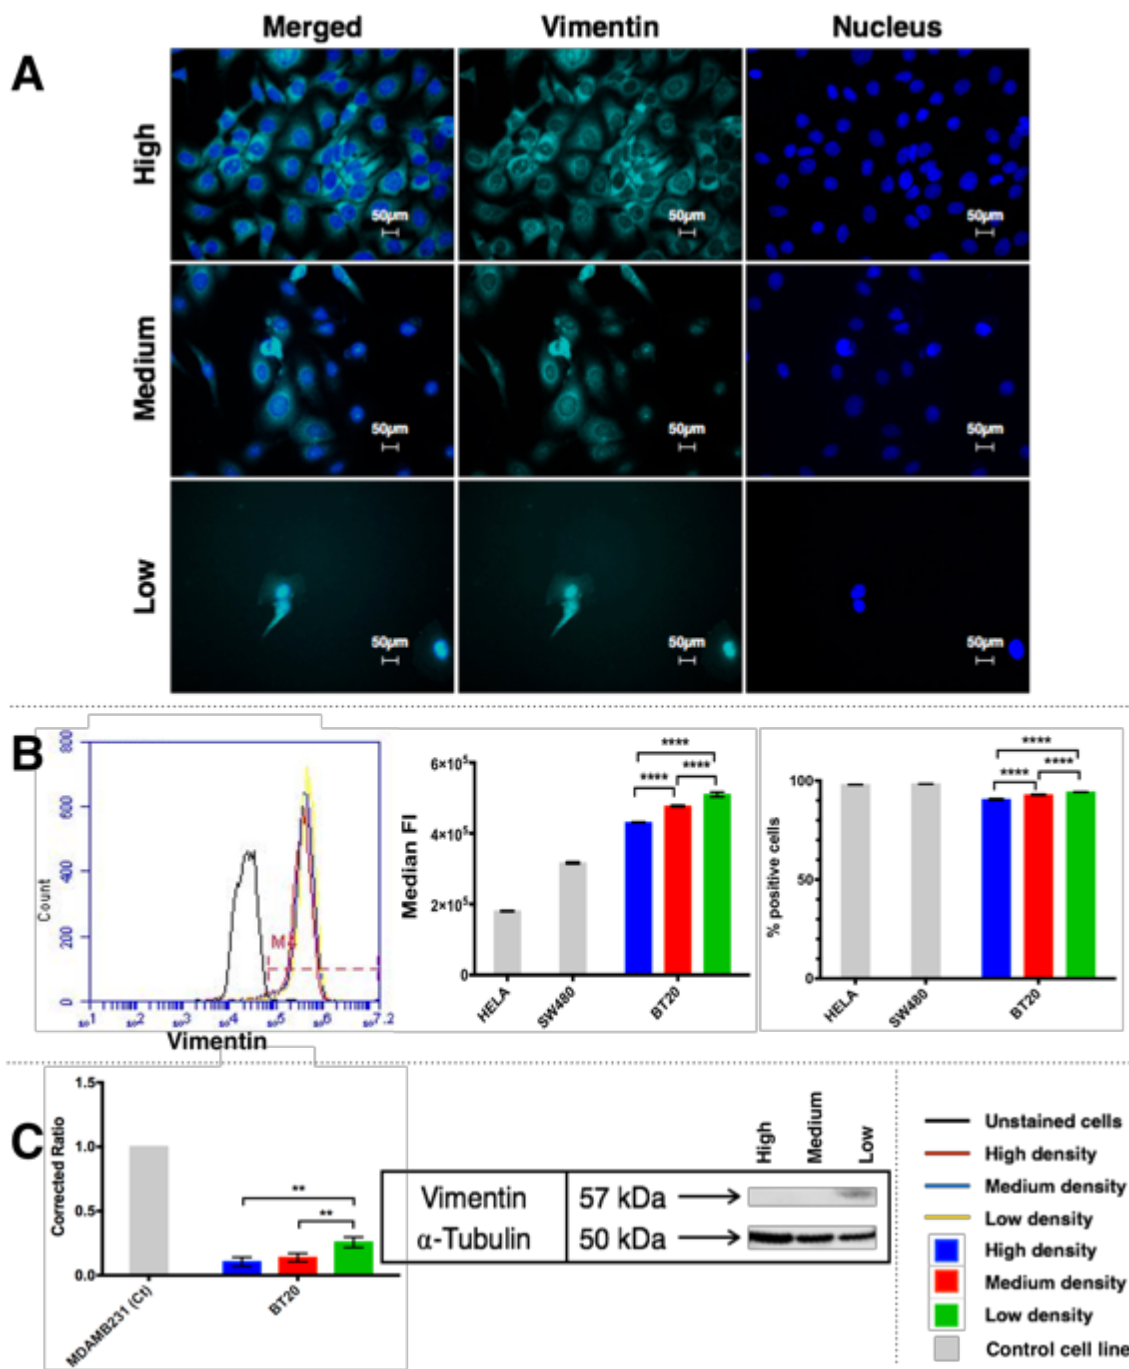 Merged Vimentin Nucleus
A
High
50µm 50µm 50µm
Medium
50µm 50µm 50µm
Low
50µm 50µm 50µm
B
800
600
400
200
0
Count
M4
7.2
Vimentin
Median FI
6×10⁵
4×10⁵
2×10⁵
0
**** **** ****
HELA SW480 BT20
% positive cells
100
50
0
**** **** ****
HELA SW480 BT20
C
Corrected Ratio
1.5
1.0
0.5
0.0
**
**
MDAMB231 (Ct) BT20
High Medium Low
Vimentin 57 kDa
α-Tubulin 50 kDa
Unstained cells
High density
Medium density
Low density
High density
Medium density
Low density
Control cell line